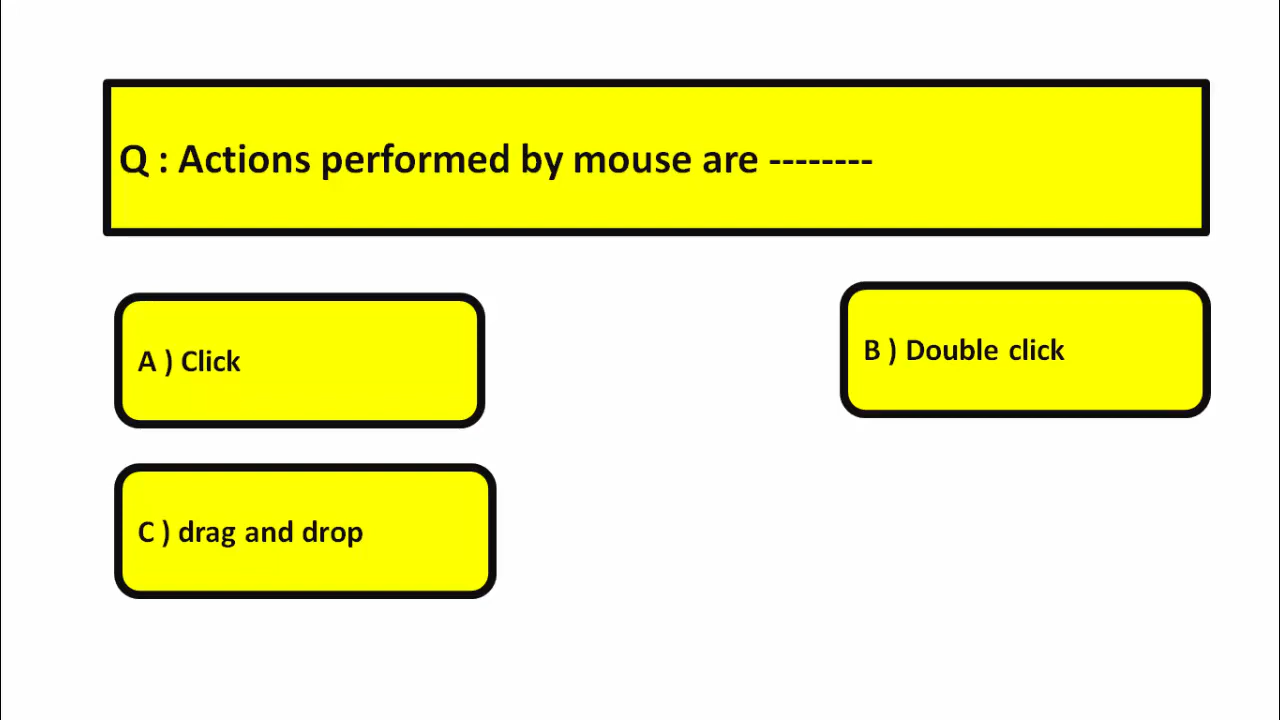 Q : Actions performed by mouse are --------
A ) Click
B ) Double click
C ) drag and drop